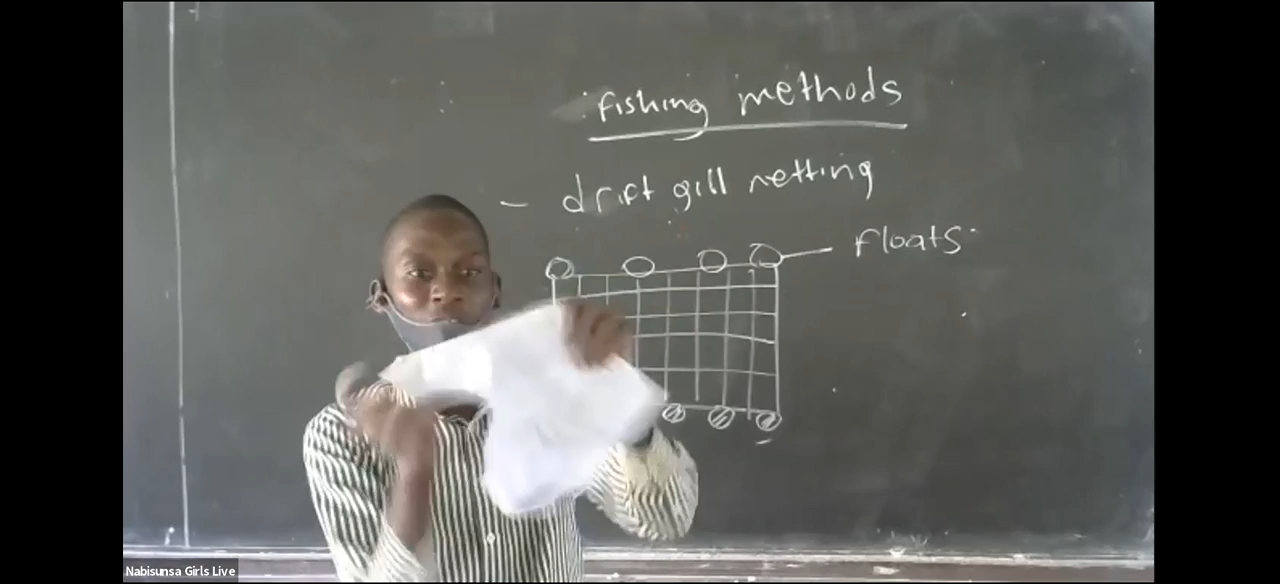 fishing methods
- drift gill netting
floats
Nabisunsa Girls Live